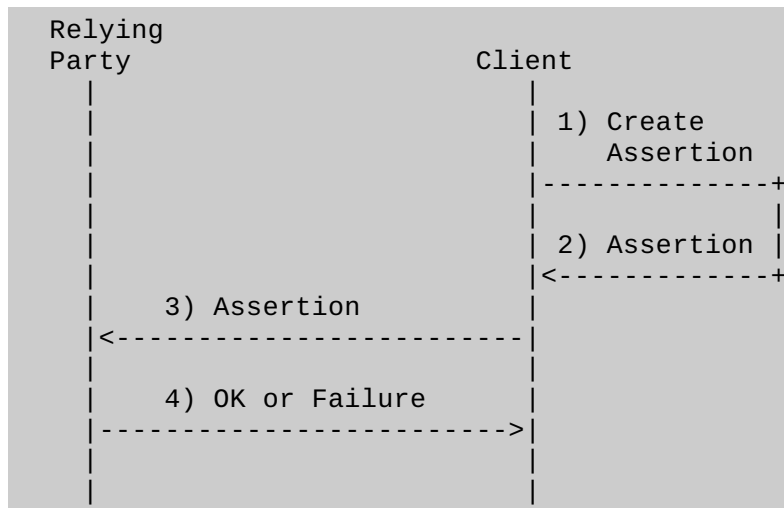 Relying
Party Client
1) Create
Assertion
2) Assertion
3) Assertion
4) OK or Failure